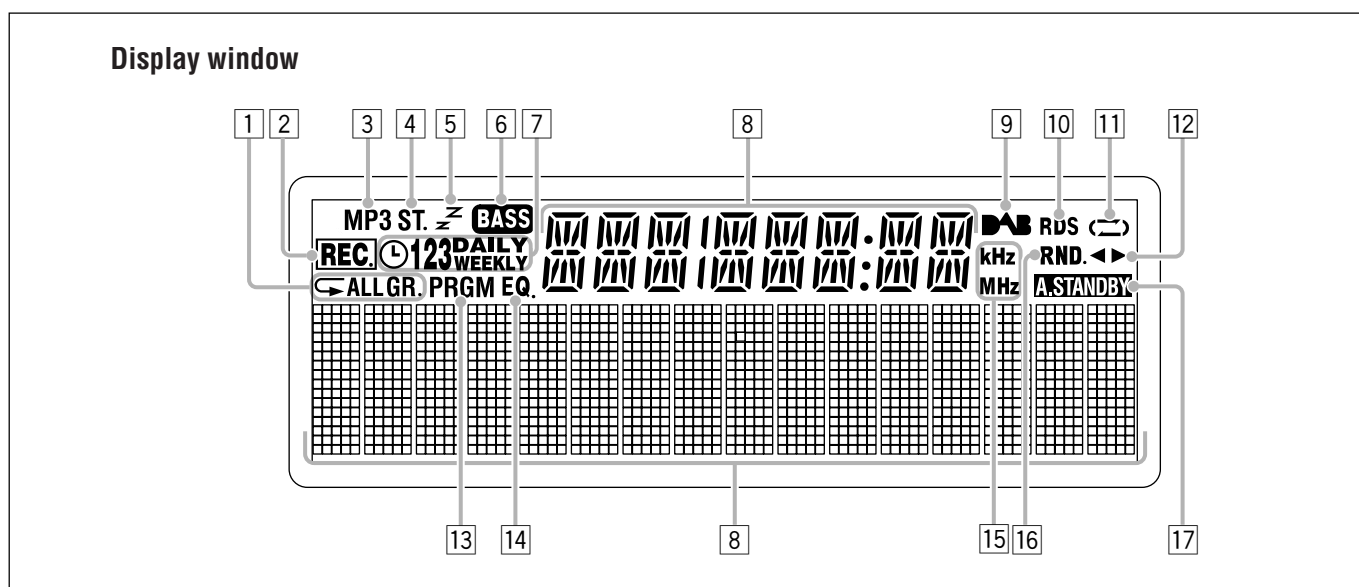 Display window
1 2 3 4 5 6 7 8 9 10 11 12
MP3 ST. z z BASS DAB RDS
REC. 123 DAILY WEEKLY kHz RND.
ALL GR. PRGM EQ. MHz A.STANDBY
13 14 8 15 16 17